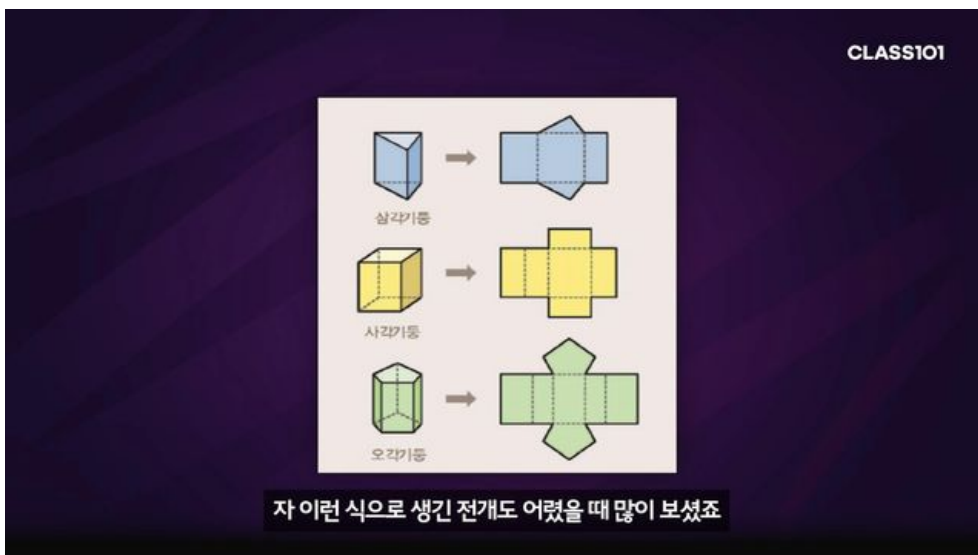 CLASS101
삼각기둥
사각기둥
오각기둥
자 이런 식으로 생긴 전개도 어렸을 때 많이 보셨죠